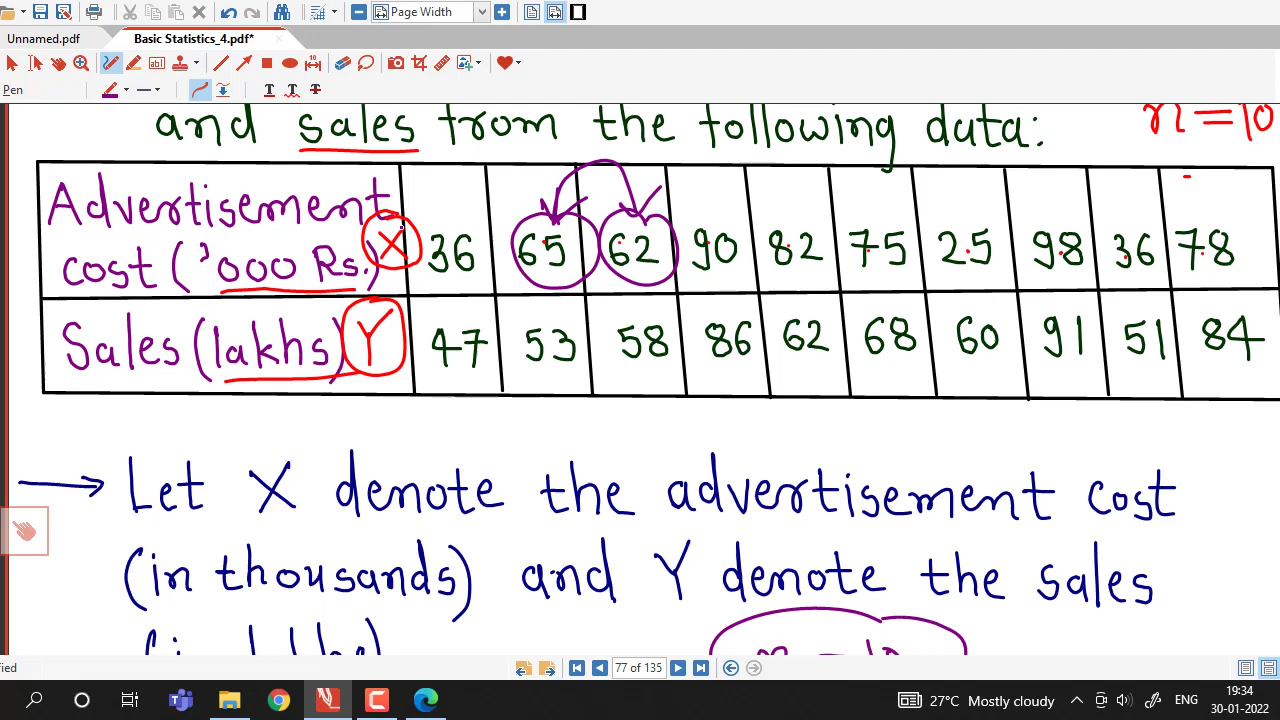 Page Width
Unnamed.pdf
Basic Statistics_4.pdf*
Pen
and sales from the following data:
n = 10
Advertisement cost ('000 Rs.) X 36 65 62 90 82 75 25 98 36 78
Sales (lakhs) Y 47 53 58 86 62 68 60 91 51 84
Let X denote the advertisement cost
(in thousands) and Y denote the sales
77 of 135
27°C Mostly cloudy
ENG
19:34
30-01-2022